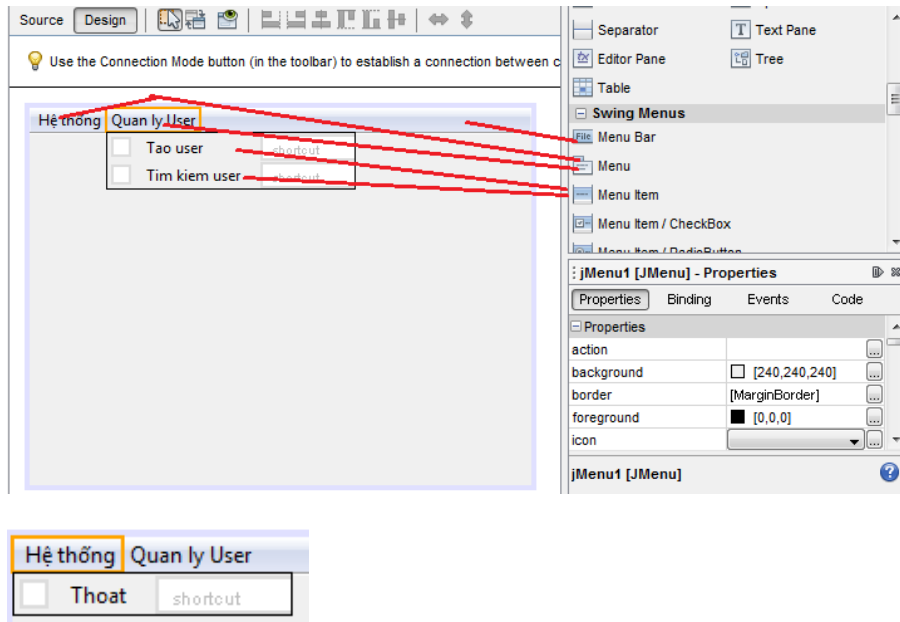 Source Design
Use the Connection Mode button (in the toolbar) to establish a connection between c
Hệ thống Quan ly User
Tao user shortcut
Tim kiem user shortcut
Separator Text Pane
Editor Pane Tree
Table
Swing Menus
Menu Bar
Menu
Menu Item
Menu Item / CheckBox
Menu Item / RadioButton
jMenu1 [JMenu] - Properties
Properties Binding Events Code
Properties
action
background [240,240,240]
border [MarginBorder]
foreground [0,0,0]
icon
jMenu1 [JMenu]
Hệ thống Quan ly User
Thoat shortcut